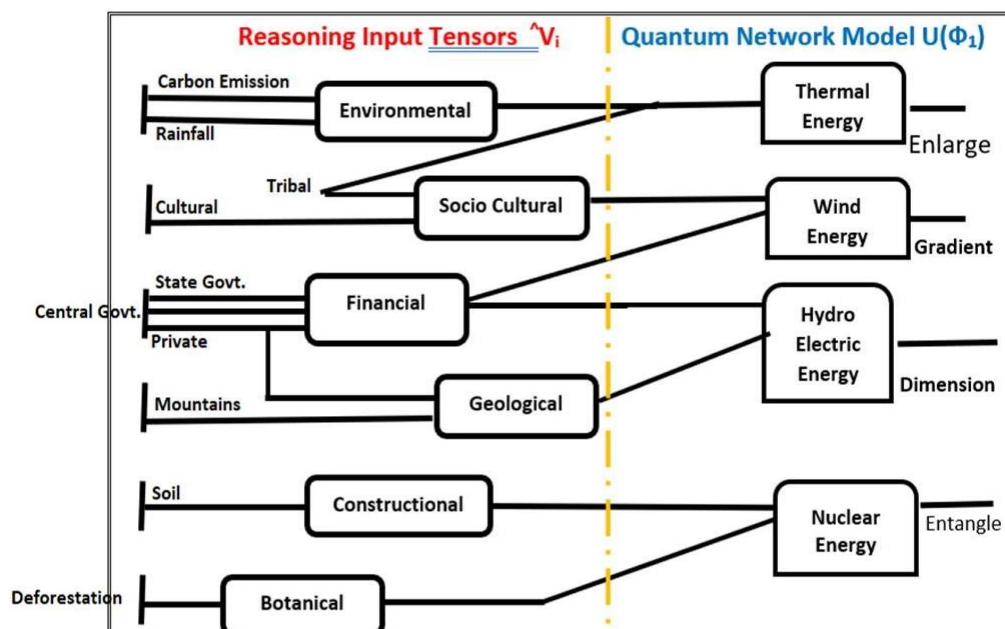 Reasoning Input Tensors ^Vi
Quantum Network Model U(Φ1)
Carbon Emission
Environmental
Thermal
Energy
Rainfall
Enlarge
Tribal
Cultural
Socio Cultural
Wind
Energy
Gradient
State Govt.
Central Govt.
Financial
Private
Hydro
Electric
Energy
Dimension
Mountains
Geological
Soil
Constructional
Nuclear
Energy
Entangle
Deforestation
Botanical